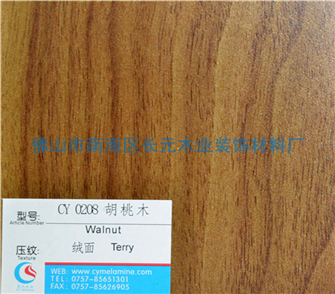 佛山市南海区长元木业装饰材料厂
型号: CY 0208 胡桃木
Article Number Walnut
压纹: 绒面 Terry
Texture
WEB: www.cymelamine.com
TEL: 0757-85651301
FAX: 0757-85626905